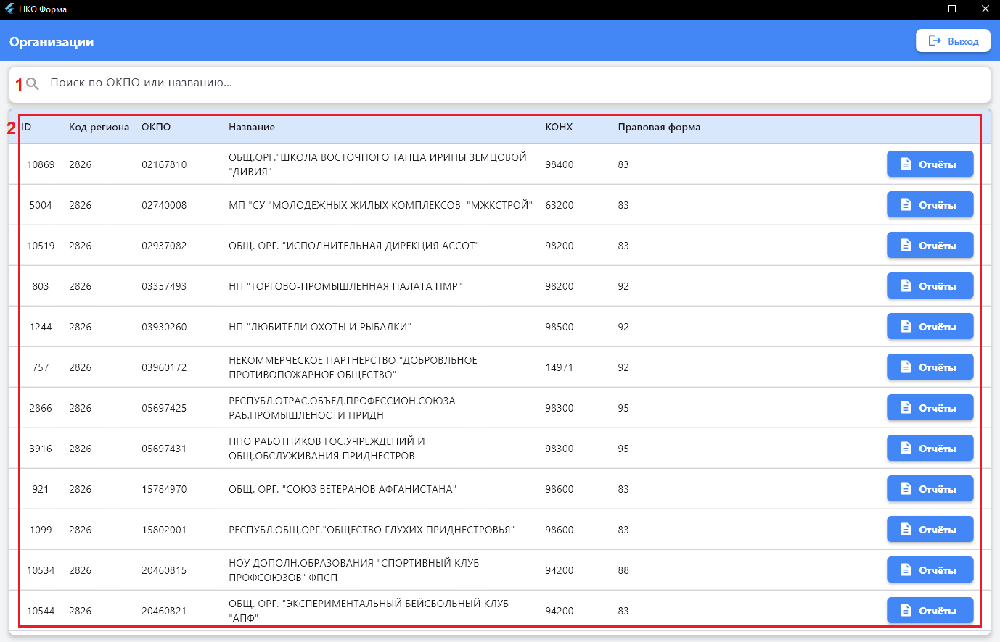 НКО Форма
Организации
Выход
1 Поиск по ОКПО или названию...
2 ID Код региона ОКПО Название КОНХ Правовая форма
10869 2826 02167810 ОБЩ.ОРГ."ШКОЛА ВОСТОЧНОГО ТАНЦА ИРИНЫ ЗЕМЦОВОЙ "ДИВИЯ" 98400 83 Отчёты
5004 2826 02740008 МП "СУ "МОЛОДЕЖНЫХ ЖИЛЫХ КОМПЛЕКСОВ  "МЖКСТРОЙ" 63200 83 Отчёты
10519 2826 02937082 ОБЩ. ОРГ. "ИСПОЛНИТЕЛЬНАЯ ДИРЕКЦИЯ АССОТ" 98200 83 Отчёты
803 2826 03357493 НП "ТОРГОВО-ПРОМЫШЛЕННАЯ ПАЛАТА ПМР" 98200 92 Отчёты
1244 2826 03930260 НП "ЛЮБИТЕЛИ ОХОТЫ И РЫБАЛКИ" 98500 92 Отчёты
757 2826 03960172 НЕКОММЕРЧЕСКОЕ ПАРТНЕРСТВО "ДОБРОВЛЬНОЕ ПРОТИВОПОЖАРНОЕ ОБЩЕСТВО" 14971 92 Отчёты
2866 2826 05697425 РЕСПУБЛ.ОТРАС.ОБЪЕД.ПРОФЕССИОН.СОЮЗА РАБ.ПРОМЫШЛЕНОСТИ ПРИДН 98300 95 Отчёты
3916 2826 05697431 ППО РАБОТНИКОВ ГОС.УЧРЕЖДЕНИЙ И ОБЩ.ОБСЛУЖИВАНИЯ ПРИДНЕСТРОВ 98300 95 Отчёты
921 2826 15784970 ОБЩ. ОРГ. "СОЮЗ ВЕТЕРАНОВ АФГАНИСТАНА" 98600 83 Отчёты
1099 2826 15802001 РЕСПУБЛ.ОБЩ.ОРГ."ОБЩЕСТВО ГЛУХИХ ПРИДНЕСТРОВЬЯ" 98600 83 Отчёты
10534 2826 20460815 НОУ ДОПОЛН.ОБРАЗОВАНИЯ "СПОРТИВНЫЙ КЛУБ ПРОФСОЮЗОВ" ФПСП 94200 88 Отчёты
10544 2826 20460821 ОБЩ. ОРГ. "ЭКСПЕРИМЕНТАЛЬНЫЙ БЕЙСБОЛЬНЫЙ КЛУБ "АПФ" 94200 83 Отчёты